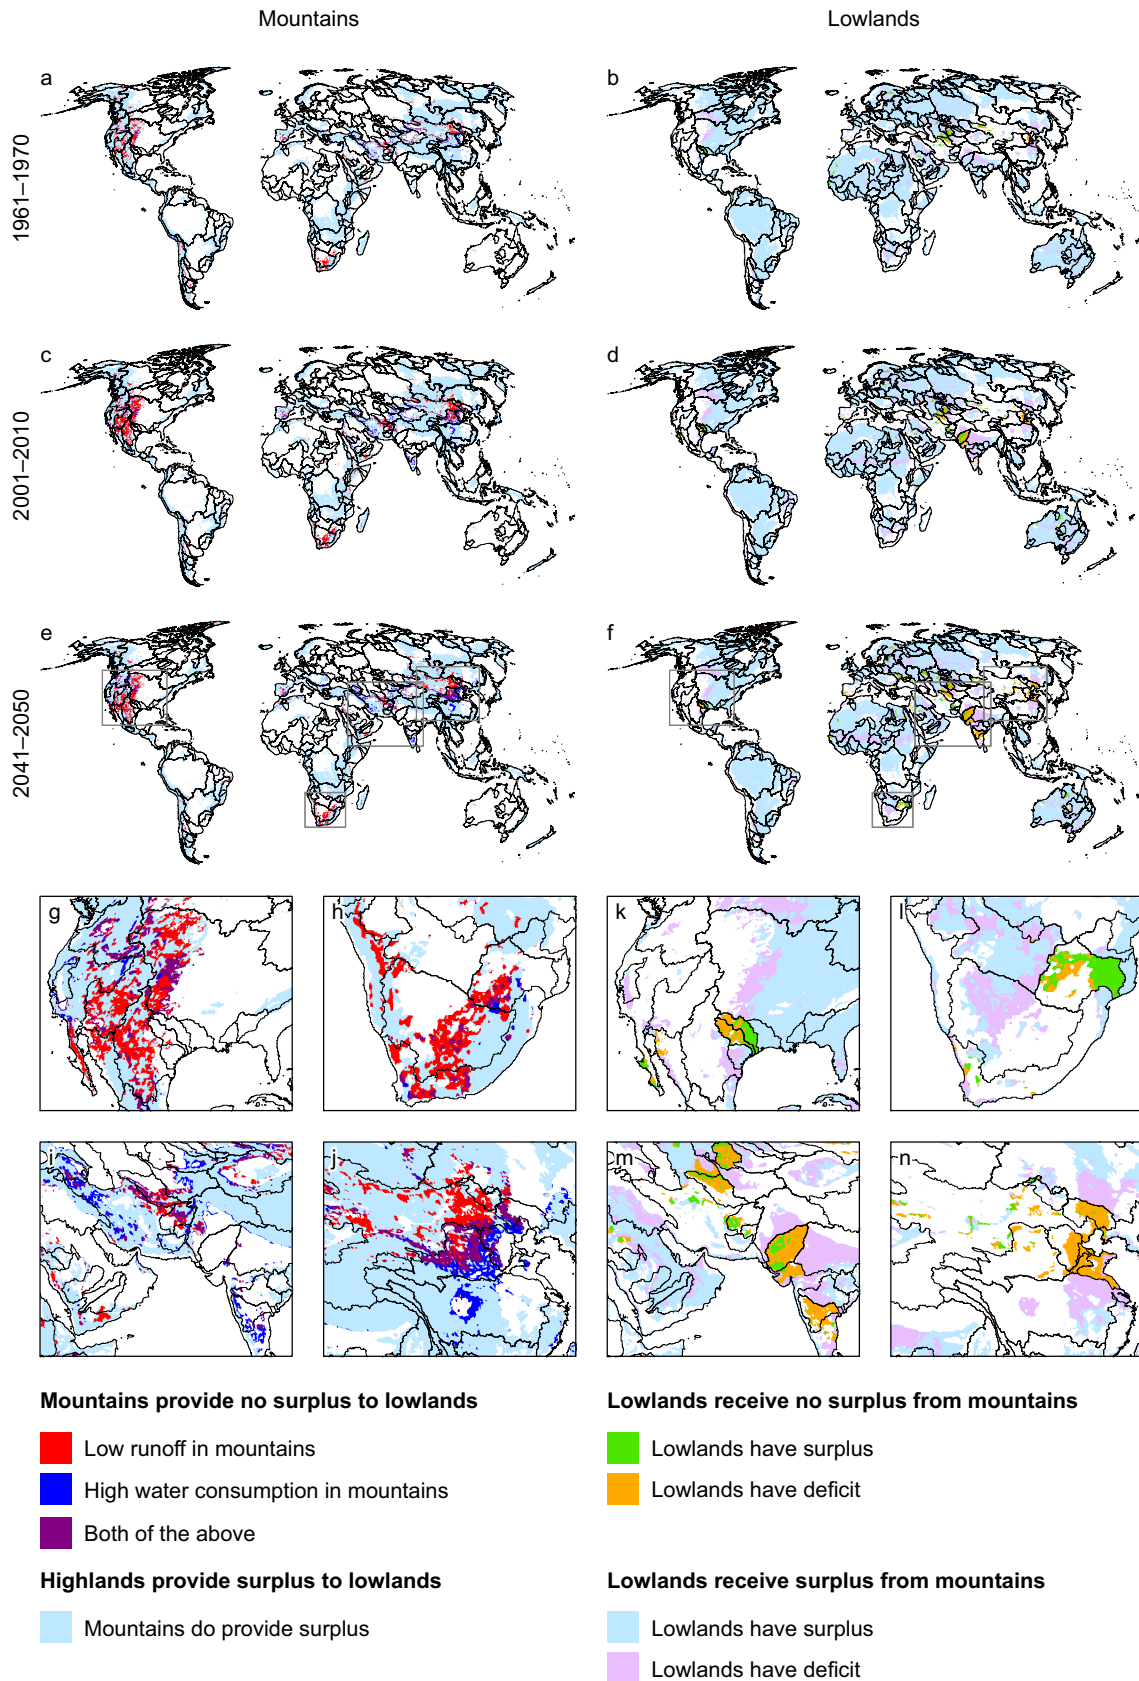 Mountains
Lowlands
a
b
1961–1970
c
d
2001–2010
e
f
2041–2050
g
h
k
l
i
j
m
n
Mountains provide no surplus to lowlands
Low runoff in mountains
High water consumption in mountains
Both of the above
Highlands provide surplus to lowlands
Mountains do provide surplus
Lowlands receive no surplus from mountains
Lowlands have surplus
Lowlands have deficit
Lowlands receive surplus from mountains
Lowlands have surplus
Lowlands have deficit